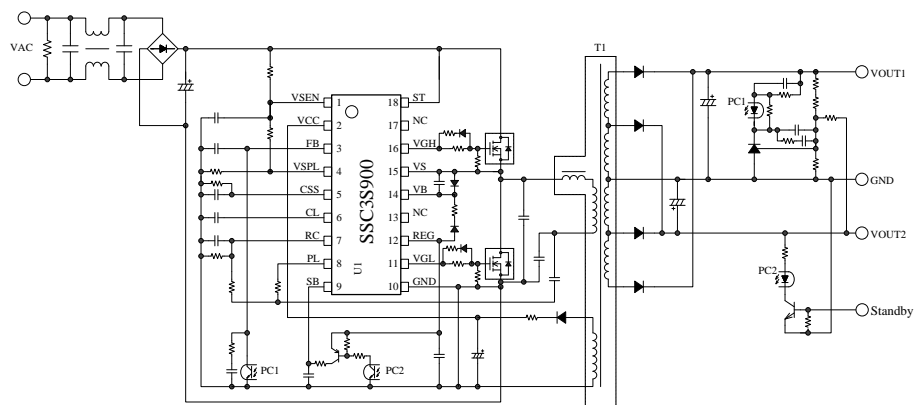 T1
VAC
VOUT1
PC1
VSEN 1 18 ST
VCC 2 17 NC
FB 3 16 VGH
VSPL 4 15 VS
CSS 5 14 VB
CL 6 13 NC
RC 7 12 REG
PL 8 11 VGL
SB 9 10 GND
SSC3S900
U1
GND
VOUT2
PC2
Standby
PC1
PC2